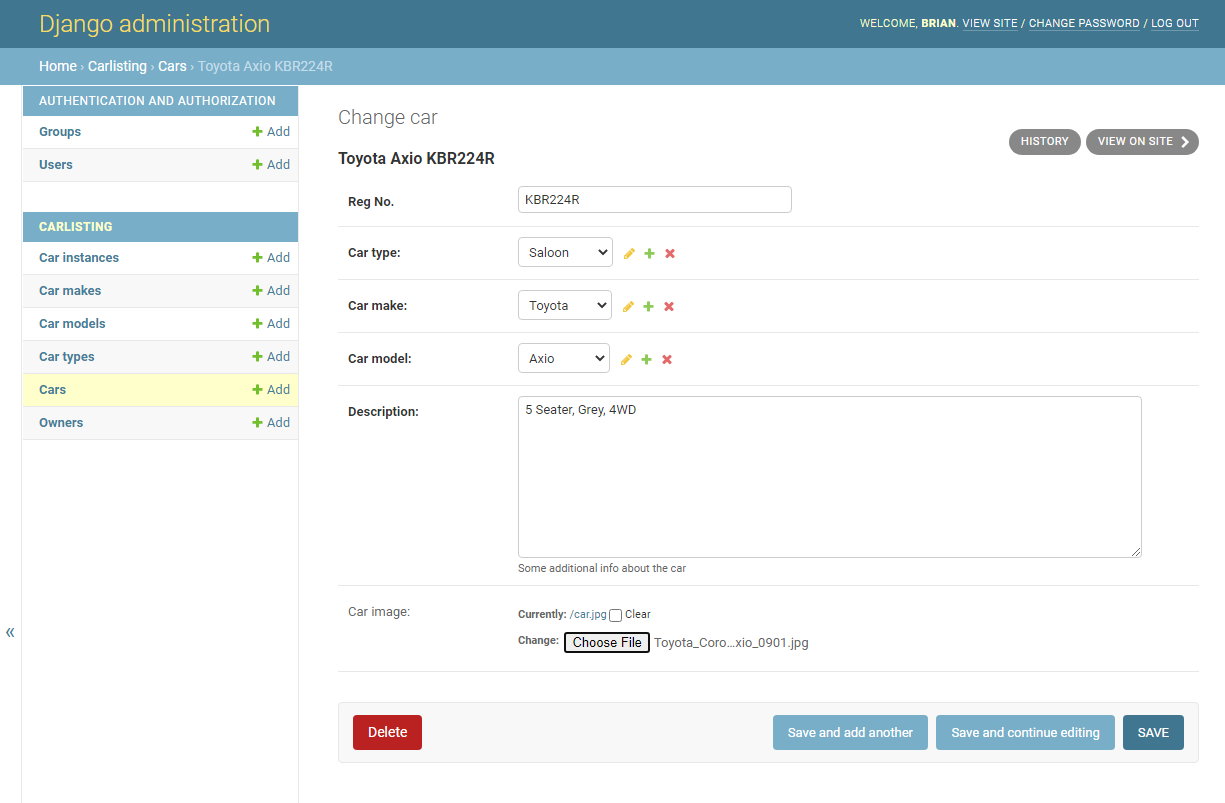 Django administration
WELCOME, BRIAN. VIEW SITE / CHANGE PASSWORD / LOG OUT
Home › Carlisting › Cars › Toyota Axio KBR224R
AUTHENTICATION AND AUTHORIZATION
Groups + Add
Users + Add
CARLISTING
Car instances + Add
Car makes + Add
Car models + Add
Car types + Add
Cars + Add
Owners + Add
«
Change car
HISTORY
VIEW ON SITE
Toyota Axio KBR224R
Reg No. KBR224R
Car type: Saloon
Car make: Toyota
Car model: Axio
Description: 5 Seater, Grey, 4WD
Some additional info about the car
Car image: Currently: /car.jpg Clear
Change: Choose File Toyota_Coro…xio_0901.jpg
Delete Save and add another Save and continue editing SAVE